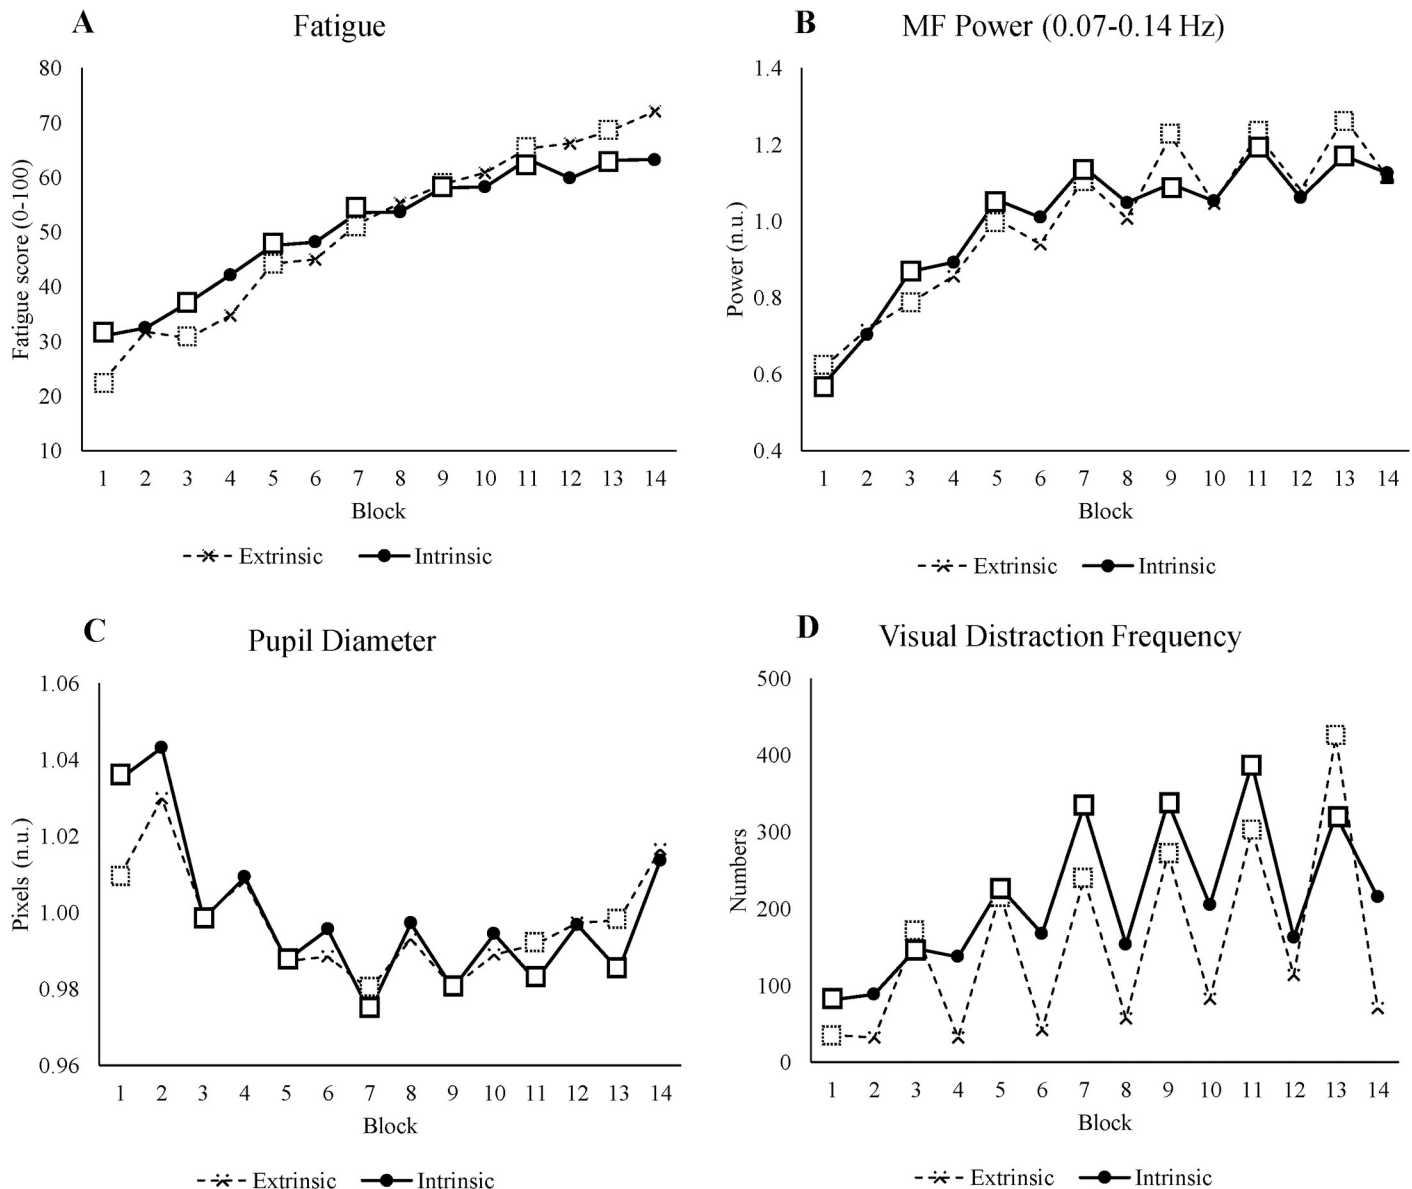 A
Fatigue
80
70
60
50
40
30
20
10
Fatigue score (0-100)
1 2 3 4 5 6 7 8 9 10 11 12 13 14
Block
Extrinsic Intrinsic
B
MF Power (0.07-0.14 Hz)
1.4
1.2
1.0
0.8
0.6
0.4
Power (n.u.)
1 2 3 4 5 6 7 8 9 10 11 12 13 14
Block
Extrinsic Intrinsic
C
Pupil Diameter
1.06
1.04
1.02
1.00
0.98
0.96
Pixels (n.u.)
1 2 3 4 5 6 7 8 9 10 11 12 13 14
Block
Extrinsic Intrinsic
D
Visual Distraction Frequency
500
400
300
200
100
0
Numbers
1 2 3 4 5 6 7 8 9 10 11 12 13 14
Block
Extrinsic Intrinsic